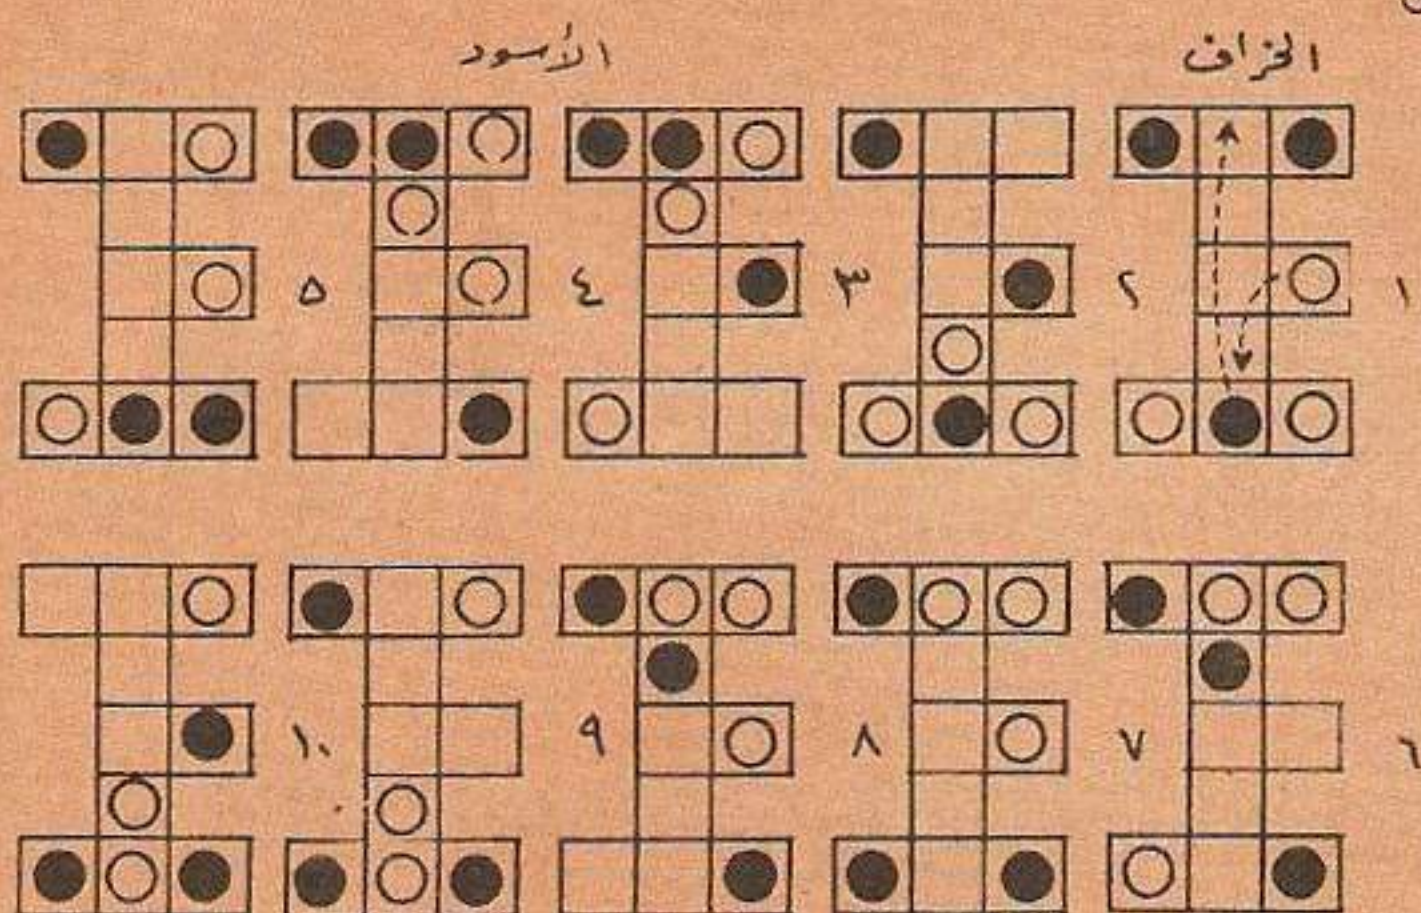 الخراف الأسود
١ ٢ ٣ ٤ ٥
٦ ٧ ٨ ٩ ١٠